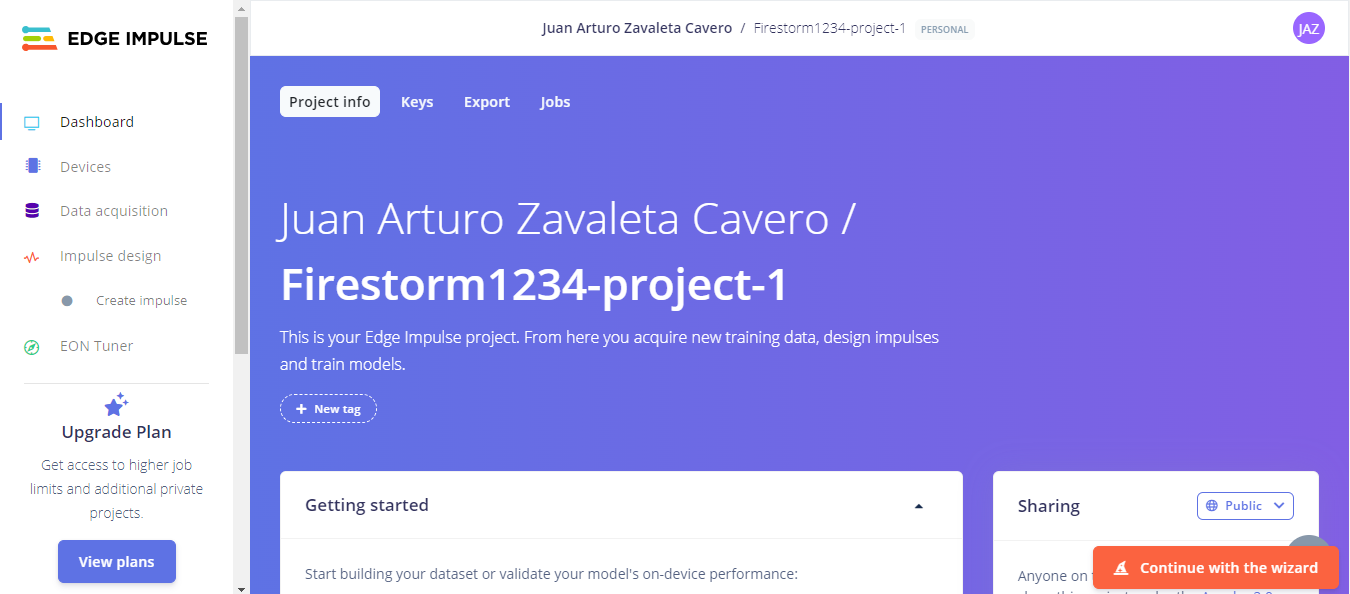 EDGE IMPULSE
Juan Arturo Zavaleta Cavero / Firestorm1234-project-1 PERSONAL
JAZ
Dashboard
Devices
Data acquisition
Impulse design
Create impulse
EON Tuner
Upgrade Plan
Get access to higher job
limits and additional private
projects.
View plans
Project info Keys Export Jobs
Juan Arturo Zavaleta Cavero /
Firestorm1234-project-1
This is your Edge Impulse project. From here you acquire new training data, design impulses
and train models.
+ New tag
Getting started
Start building your dataset or validate your model's on-device performance:
Sharing
Public
Anyone on
Continue with the wizard